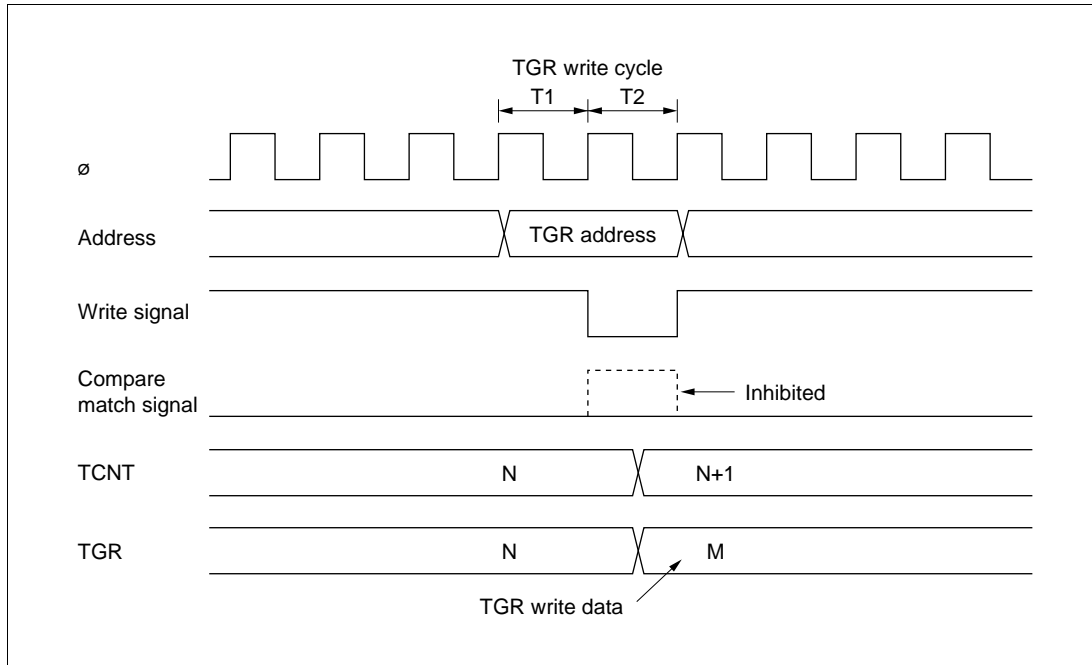 TGR write cycle
T1 T2
ø
Address TGR address
Write signal
Compare
match signal Inhibited
TCNT N N+1
TGR N M
TGR write data